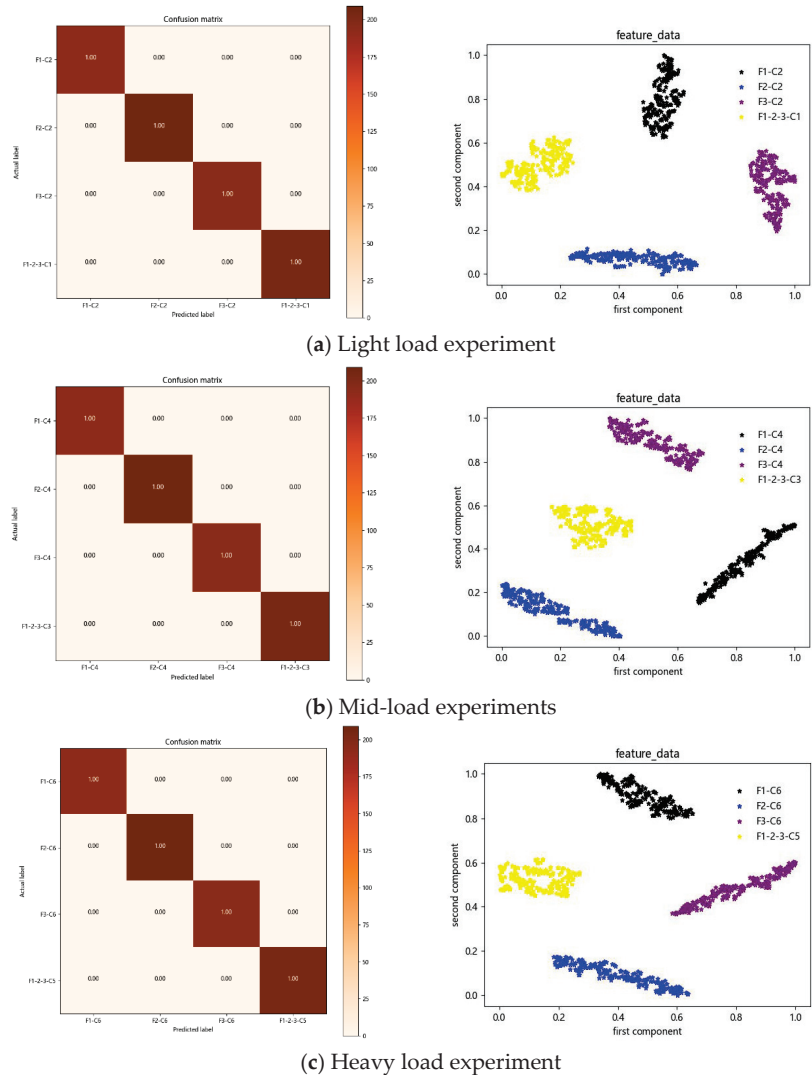 Confusion matrix
F1-C2
1.00 0.00 0.00 0.00
F2-C2
0.00 1.00 0.00 0.00
F3-C2
0.00 0.00 1.00 0.00
F1-2-3-C1
0.00 0.00 0.00 1.00
Actual label
F1-C2 F2-C2 F3-C2 F1-2-3-C1
Predicted label
200
175
150
125
100
75
50
25
0
feature_data
F1-C2
F2-C2
F3-C2
F1-2-3-C1
second component
1.0
0.8
0.6
0.4
0.2
0.0
0.0 0.2 0.4 0.6 0.8 1.0
first component
(a) Light load experiment
Confusion matrix
F1-C4
1.00 0.00 0.00 0.00
F2-C4
0.00 1.00 0.00 0.00
F3-C4
0.00 0.00 1.00 0.00
F1-2-3-C3
0.00 0.00 0.00 1.00
Actual label
F1-C4 F2-C4 F3-C4 F1-2-3-C3
Predicted label
200
175
150
125
100
75
50
25
0
feature_data
F1-C4
F2-C4
F3-C4
F1-2-3-C3
second component
1.0
0.8
0.6
0.4
0.2
0.0
0.0 0.2 0.4 0.6 0.8 1.0
first component
(b) Mid-load experiments
Confusion matrix
F1-C6
1.00 0.00 0.00 0.00
F2-C6
0.00 1.00 0.00 0.00
F3-C6
0.00 0.00 1.00 0.00
F1-2-3-C5
0.00 0.00 0.00 1.00
Actual label
F1-C6 F2-C6 F3-C6 F1-2-3-C5
Predicted label
200
175
150
125
100
75
50
25
0
feature_data
F1-C6
F2-C6
F3-C6
F1-2-3-C5
second component
1.0
0.8
0.6
0.4
0.2
0.0
0.0 0.2 0.4 0.6 0.8 1.0
first component
(c) Heavy load experiment